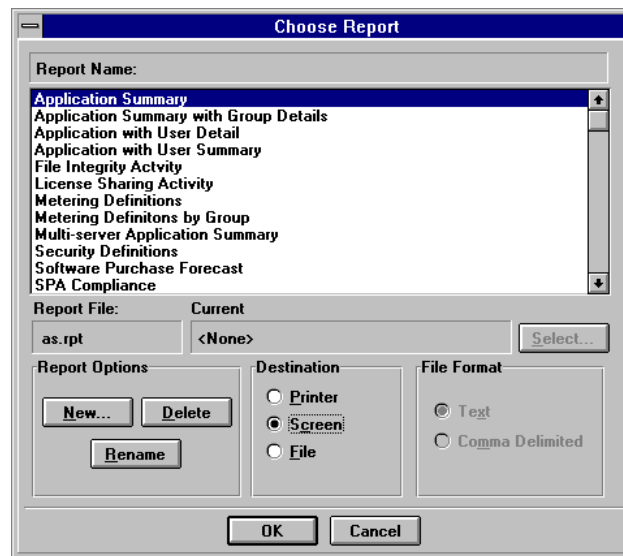 Choose Report
Report Name:
Application Summary
Application Summary with Group Details
Application with User Detail
Application with User Summary
File Integrity Actvity
License Sharing Activity
Metering Definitions
Metering Definitons by Group
Multi-server Application Summary
Security Definitions
Software Purchase Forecast
SPA Compliance
Report File: Current
as.rpt <None> Select...
Report Options Destination File Format
New... Delete
Rename
Printer
Screen
File
Text
Comma Delimited
OK Cancel